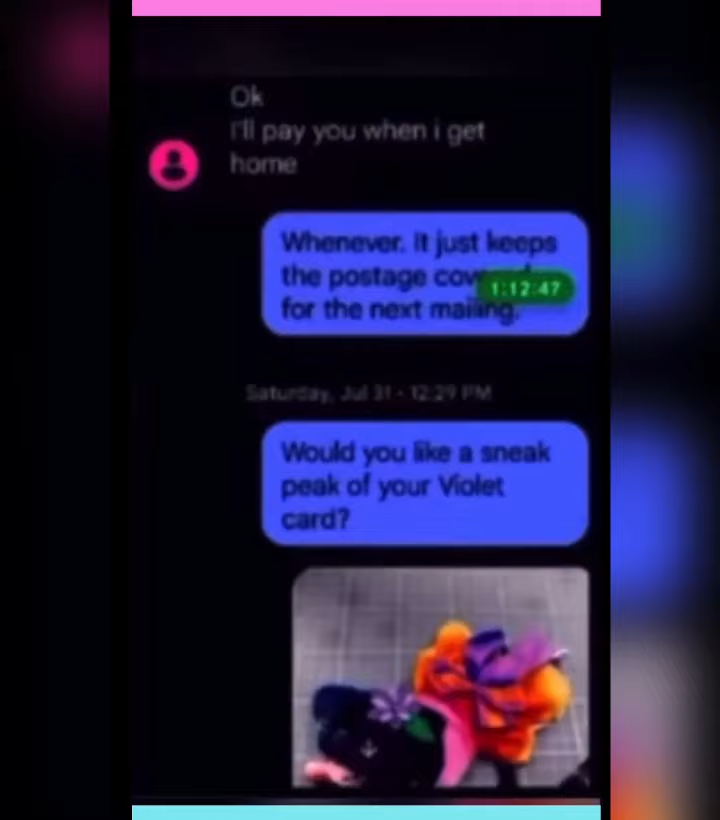 Ok
I'll pay you when i get
home
Whenever. It just keeps
the postage
1:12:47
for the next mailing.
Saturday, Jul 31 • 12:29 PM
Would you like a sneak
peak of your Violet
card?